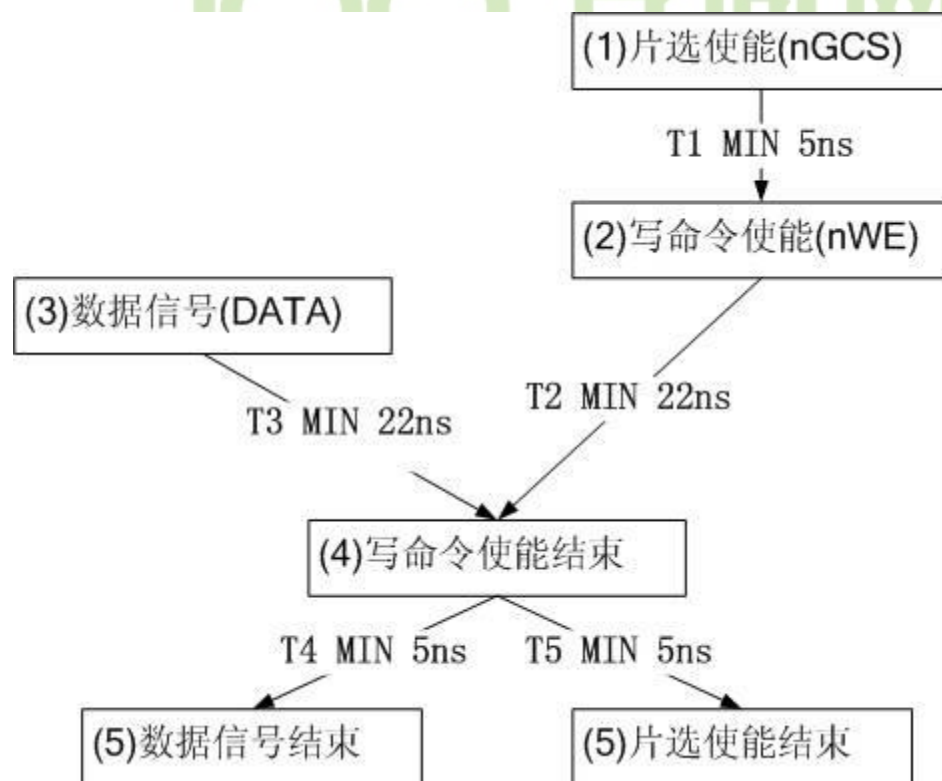 (1)片选使能(nGCS)
T1 MIN 5ns
(2)写命令使能(nWE)
(3)数据信号(DATA)
T2 MIN 22ns
T3 MIN 22ns
(4)写命令使能结束
T4 MIN 5ns
T5 MIN 5ns
(5)数据信号结束
(5)片选使能结束